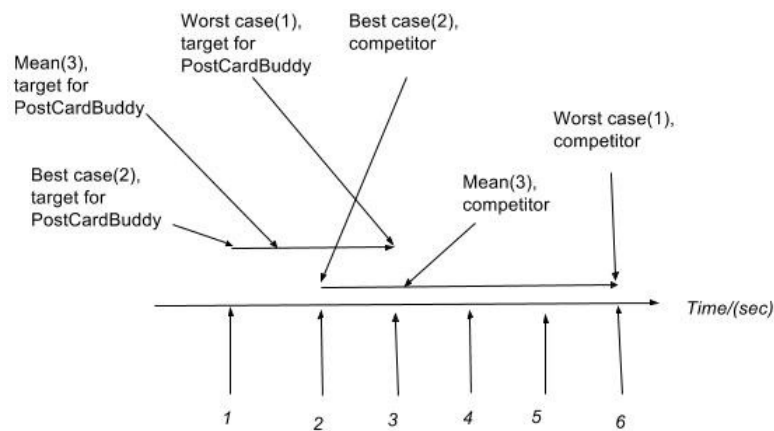 Worst case(1),
target for
PostCardBuddy
Best case(2),
competitor
Mean(3),
target for
PostCardBuddy
Worst case(1),
competitor
Best case(2),
target for
PostCardBuddy
Mean(3),
competitor
Time/(sec)
1
2
3
4
5
6